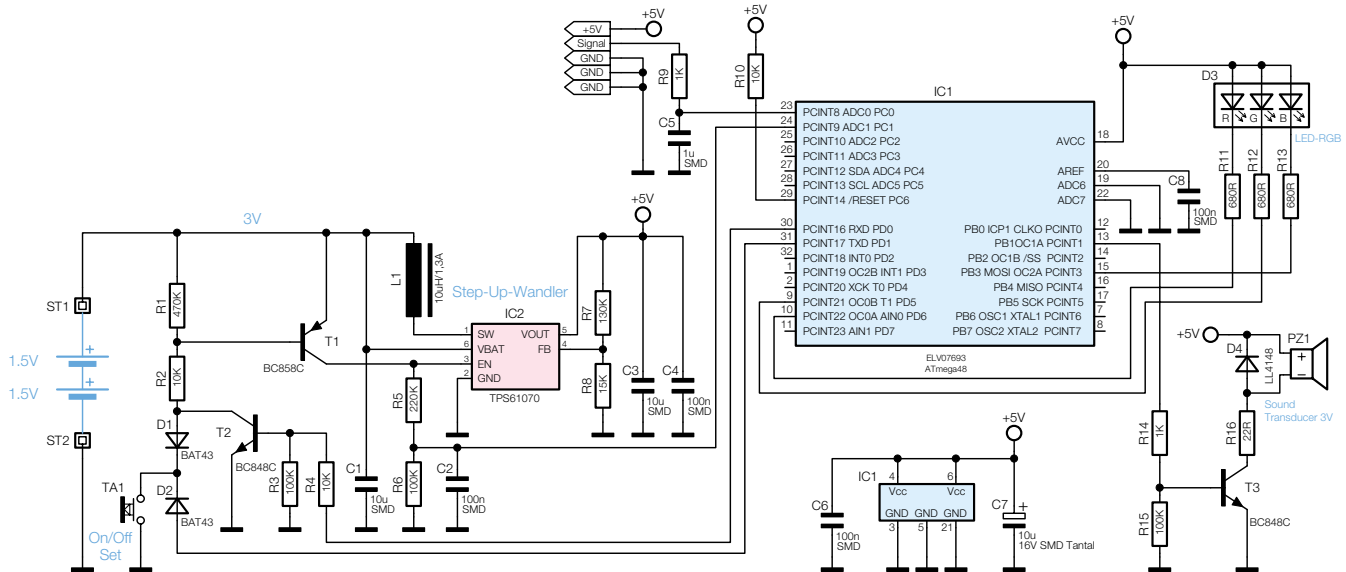 +5V
Signal
GND
GND
GND
+5V
R9
1K
C5
1u
SMD
+5V
R10
10K
IC1
23 PCINT8 ADC0 PC0
24 PCINT9 ADC1 PC1
25 PCINT10 ADC2 PC2
26 PCINT11 ADC3 PC3
27 PCINT12 SDA ADC4 PC4
28 PCINT13 SCL ADC5 PC5
29 PCINT14 /RESET PC6
30 PCINT16 RXD PD0
31 PCINT17 TXD PD1
32 PCINT18 INT0 PD2
1 PCINT19 OC2B INT1 PD3
2 PCINT20 XCK T0 PD4
9 PCINT21 OC0B T1 PD5
10 PCINT22 OC0A AIN0 PD6
11 PCINT23 AIN1 PD7
AVCC 18
AREF 20
ADC6 19
ADC7 22
PB0 ICP1 CLKO PCINT0 12
PB1OC1A PCINT1 13
PB2 OC1B /SS PCINT2 14
PB3 MOSI OC2A PCINT3 15
PB4 MISO PCINT4 16
PB5 SCK PCINT5 17
PB6 OSC1 XTAL1 PCINT6 7
PB7 OSC2 XTAL2 PCINT7 8
ELV07693
ATmega48
+5V
D3
R G B
LED-RGB
R11
680R
R12
680R
R13
680R
C8
100n
SMD
3V
ST1
1.5V
+
1.5V
+
ST2
R1
470K
R2
10K
T1
BC858C
D1
BAT43
D2
BAT43
TA1
On/Off
Set
T2
BC848C
R3
100K
R4
10K
C1
10u
SMD
L1
10uH/1,3A
Step-Up-Wandler
IC2
1 SW
6 VBAT
3 EN
2 GND
VOUT 5
FB 4
TPS61070
R5
220K
R6
100K
C2
100n
SMD
R7
130K
R8
15K
+5V
C3
10u
SMD
C4
100n
SMD
C6
100n
SMD
IC1
4 6
Vcc Vcc
GND GND GND
3 5 21
+5V
C7
+
10u
16V SMD Tantal
+5V
D4
LL4148
PZ1
+
−
Sound
Transducer 3V
R14
1K
R15
100K
R16
22R
T3
BC848C